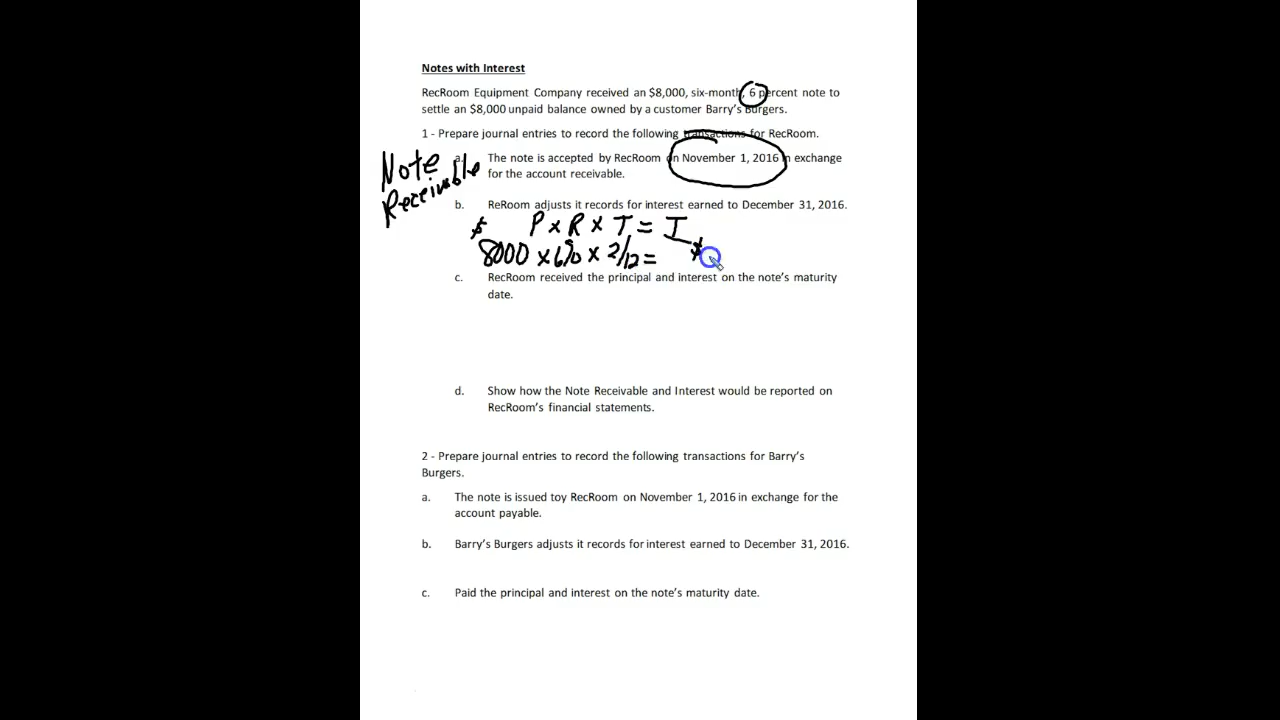 Notes with Interest
RecRoom Equipment Company received an $8,000, six-month, 6 percent note to
settle an $8,000 unpaid balance owned by a customer Barry's Burgers.
1 - Prepare journal entries to record the following transactions for RecRoom.
a. The note is accepted by RecRoom on November 1, 2016 in exchange
for the account receivable.
Note
Receivable
b. ReRoom adjusts it records for interest earned to December 31, 2016.
P x R x T = I
$8000 x 6% x 2/12 = $
c. RecRoom received the principal and interest on the note's maturity
date.
d. Show how the Note Receivable and Interest would be reported on
RecRoom's financial statements.
2 - Prepare journal entries to record the following transactions for Barry's
Burgers.
a. The note is issued toy RecRoom on November 1, 2016 in exchange for the
account payable.
b. Barry's Burgers adjusts it records for interest earned to December 31, 2016.
c. Paid the principal and interest on the note's maturity date.